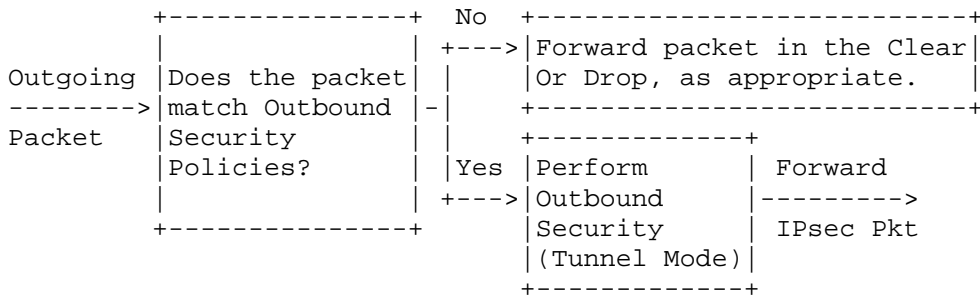 No
Forward packet in the Clear
Or Drop, as appropriate.
Outgoing
Packet
Does the packet
match Outbound
Security
Policies?
Yes
Perform
Outbound
Security
(Tunnel Mode)
Forward
IPsec Pkt